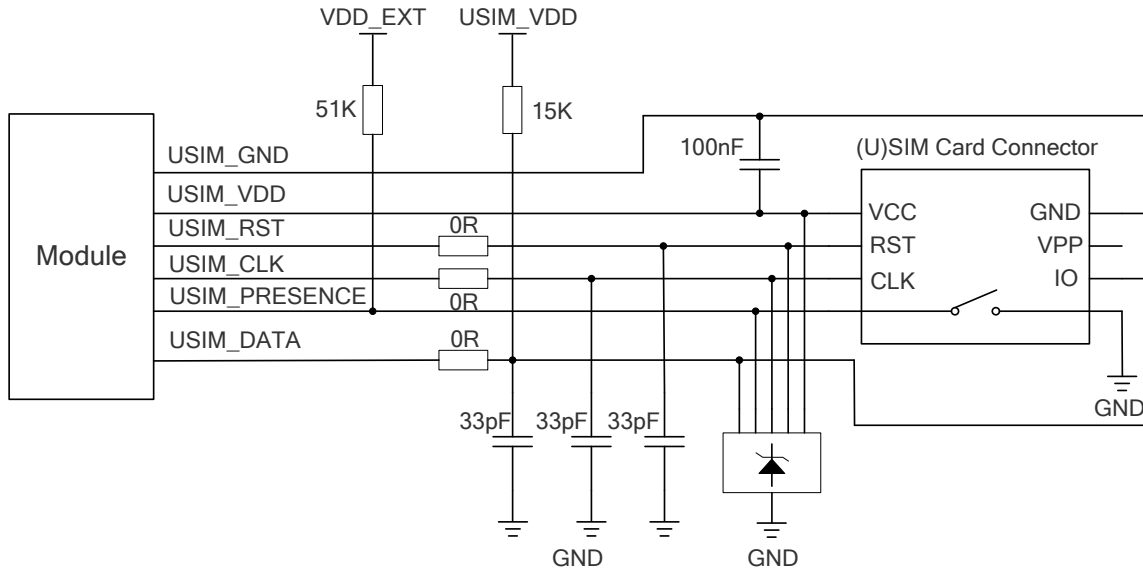 VDD_EXT USIM_VDD
51K 15K
100nF (U)SIM Card Connector
USIM_GND
USIM_VDD VCC GND
USIM_RST 0R RST VPP
Module
USIM_CLK CLK IO
USIM_PRESENCE 0R
USIM_DATA 0R
GND
33pF 33pF 33pF
GND GND